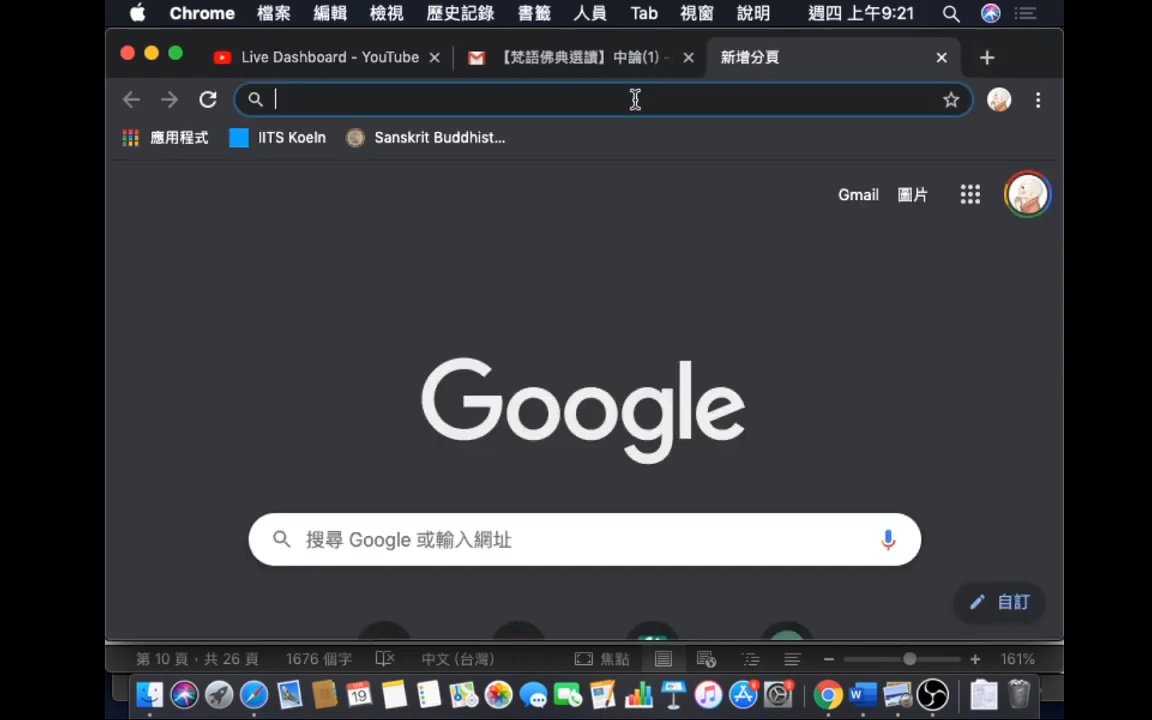 Chrome 檔案 編輯 檢視 歷史記錄 書籤 人員 Tab 視窗 說明 週四 上午9:21
Live Dashboard - YouTube 【梵語佛典選讀】中論(1) - 新增分頁
應用程式 IITS Koeln Sanskrit Buddhist...
Gmail 圖片
Google
搜尋 Google 或輸入網址
自訂
第 10 頁，共 26 頁 1676 個字 中文 (台灣) 焦點 161%
19